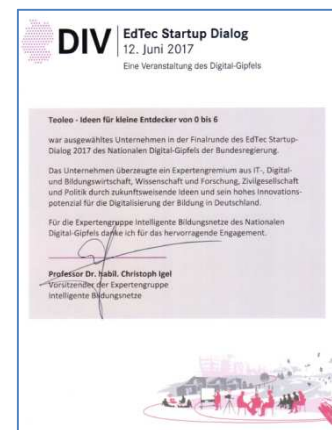 DIV EdTec Startup Dialog
12. Juni 2017
Eine Veranstaltung des Digital-Gipfels
Teoleo - Ideen für kleine Entdecker von 0 bis 6
war ausgewähltes Unternehmen in der Finalrunde des EdTec Startup-
Dialog 2017 des Nationalen Digital-Gipfels der Bundesregierung.
Das Unternehmen überzeugte ein Expertengremium aus IT-, Digital-
und Bildungswirtschaft, Wissenschaft und Forschung, Zivilgesellschaft
und Politik durch zukunftsweisende Ideen und sein hohes Innovations-
potenzial für die Digitalisierung der Bildung in Deutschland.
Für die Expertengruppe Intelligente Bildungsnetze des Nationalen
Digital-Gipfels danke ich für das hervorragende Engagement.
Professor Dr. habil. Christoph Igel
Vorsitzender der Expertengruppe
Intelligente Bildungsnetze